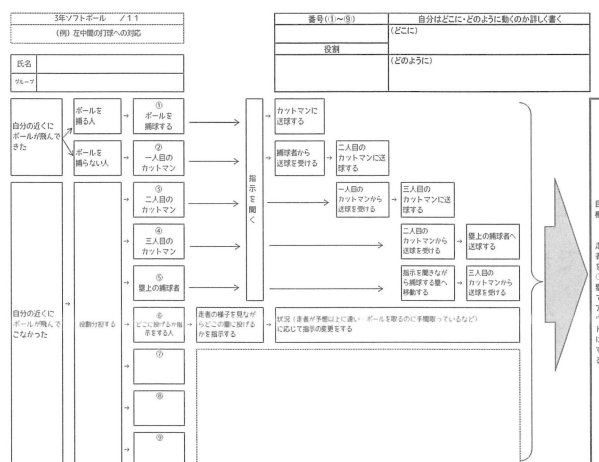 3年ソフトボール ／１１
(例) 左中間の打球への対応
氏名
グループ
番号(①～⑨)
自分はどこに・どのように動くのか詳しく書く
役割
(どこに)
(どのように)
自分の近くに
ボールが飛んで
きた
ボールを
捕る人
→
①
ボールを
捕球する
カットマンに
送球する
ボールを
捕らない人
→
②
一人目の
カットマン
→
捕球者から
送球を受ける
→
二人目の
カットマンに送
球する
指示を聞く
自分の近くに
ボールが飛んで
こなかった
→
役割分担する
→
③
二人目の
カットマン
一人目の
カットマンから
送球を受ける
→
三人目の
カットマンに送
球する
→
④
三人目の
カットマン
二人目の
カットマンから
送球を受ける
→
塁上の捕球者へ
送球する
→
⑤
塁上の捕球者
指示を聞きなが
ら捕球する塁へ
移動する
→
三人目の
カットマンから
送球を受ける
→
⑥
どこに投げるか指
示をする人
→
走者の様子を見なが
らどこの塁に投げる
かを指示する
→
状況（走者が予想以上に速い・ボールを取るのに手間取っているなど）
に応じて指示の変更をする
⑦
⑧
⑨